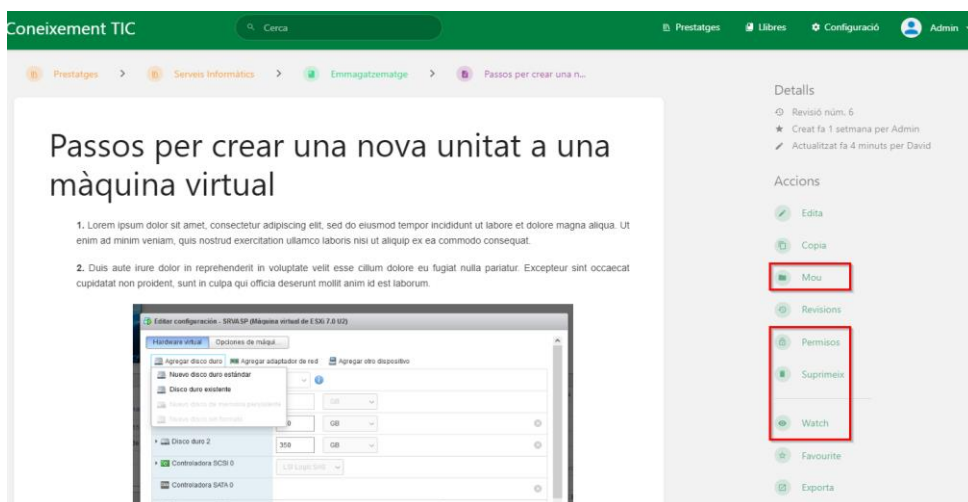 Coneixement TIC
Cerca
Prestatges
Llibres
Configuració
Admin
Prestatges > Serveis Informàtics > Emmagatzematge > Passos per crear una n...
Passos per crear una nova unitat a una
màquina virtual
1. Lorem ipsum dolor sit amet, consectetur adipiscing elit, sed do eiusmod tempor incididunt ut labore et dolore magna aliqua. Ut
enim ad minim veniam, quis nostrud exercitation ullamco laboris nisi ut aliquip ex ea commodo consequat.
2. Duis aute irure dolor in reprehenderit in voluptate velit esse cillum dolore eu fugiat nulla pariatur. Excepteur sint occaecat
cupidatat non proident, sunt in culpa qui officia deserunt mollit anim id est laborum.
Editar configuración - SRVASP (Máquina virtual de ESXi 7.0 U2)
Hardware virtual
Opciones de máqui...
Agregar disco duro
Agregar adaptador de red
Agregar otro dispositivo
Nuevo disco duro estándar
Disco duro existente
Nuevo disco de memoria persistente
GB
GB
Disco duro 2
350
GB
Controladora SCSI 0
Controladora SATA 0
Detalls
Revisió núm. 6
Creat fa 1 setmana per Admin
Actualitzat fa 4 minuts per David
Accions
Edita
Copia
Mou
Revisions
Permisos
Suprimeix
Watch
Favourite
Exporta